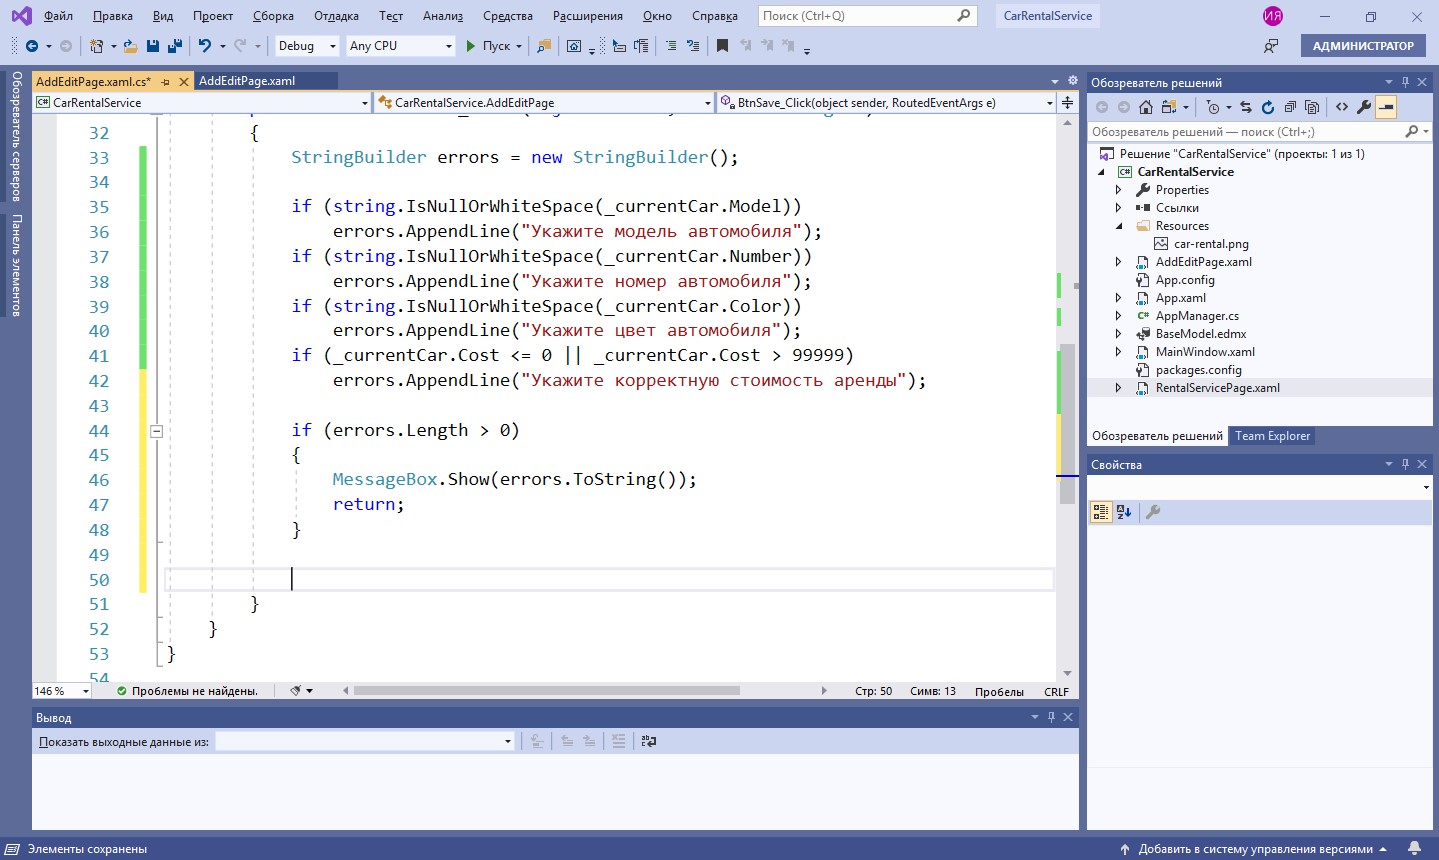 Файл Правка Вид Проект Сборка Отладка Тест Анализ Средства Расширения Окно Справка Поиск (Ctrl+Q) CarRentalService ИЯ
Debug Any CPU Пуск АДМИНИСТРАТОР
Обозреватель серверов
Панель элементов
AddEditPage.xaml.cs* AddEditPage.xaml
CarRentalService CarRentalService.AddEditPage BtnSave_Click(object sender, RoutedEventArgs e)
32 {
33 StringBuilder errors = new StringBuilder();
34
35 if (string.IsNullOrWhiteSpace(_currentCar.Model))
36 errors.AppendLine("Укажите модель автомобиля");
37 if (string.IsNullOrWhiteSpace(_currentCar.Number))
38 errors.AppendLine("Укажите номер автомобиля");
39 if (string.IsNullOrWhiteSpace(_currentCar.Color))
40 errors.AppendLine("Укажите цвет автомобиля");
41 if (_currentCar.Cost <= 0 || _currentCar.Cost > 99999)
42 errors.AppendLine("Укажите корректную стоимость аренды");
43
44 if (errors.Length > 0)
45 {
46 MessageBox.Show(errors.ToString());
47 return;
48 }
49
50
51 }
52 }
53 }
54
146 % Проблемы не найдены. Стр: 50 Симв: 13 Пробелы CRLF
Вывод
Показать выходные данные из:
Обозреватель решений
Обозреватель решений — поиск (Ctrl+;)
Решение "CarRentalService" (проекты: 1 из 1)
CarRentalService
Properties
Ссылки
Resources
car-rental.png
AddEditPage.xaml
App.config
App.xaml
AppManager.cs
BaseModel.edmx
MainWindow.xaml
packages.config
RentalServicePage.xaml
Обозреватель решений Team Explorer
Свойства
Элементы сохранены Добавить в систему управления версиями